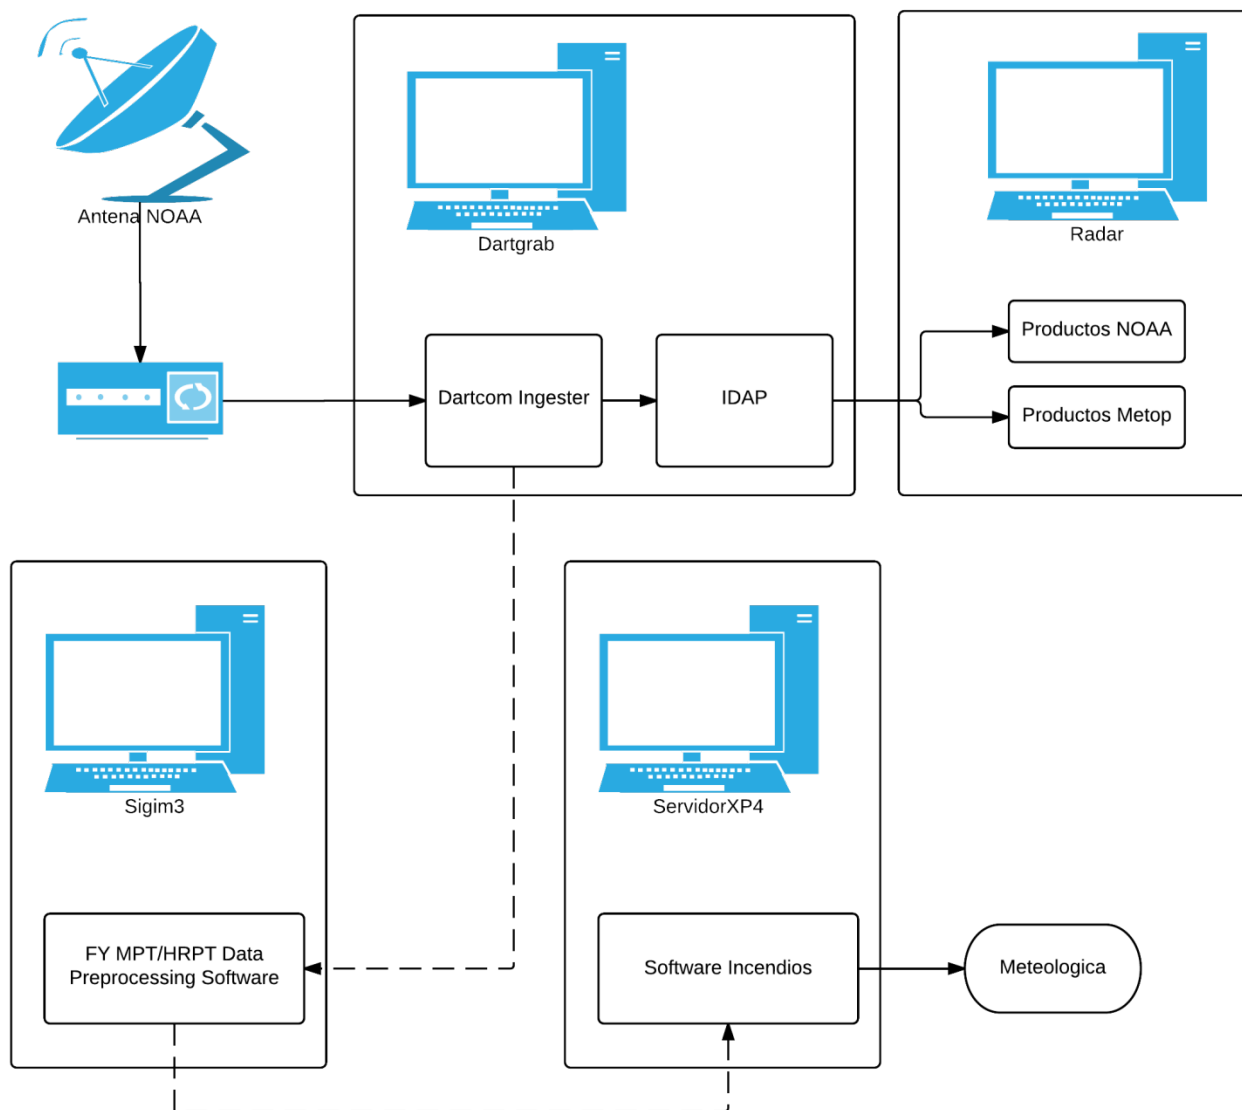 Antena NOAA
Dartgrab
Radar
Productos NOAA
Dartcom Ingester
IDAP
Productos Metop
Sigim3
ServidorXP4
FY MPT/HRPT Data
Preprocessing Software
Software Incendios
Meteologica